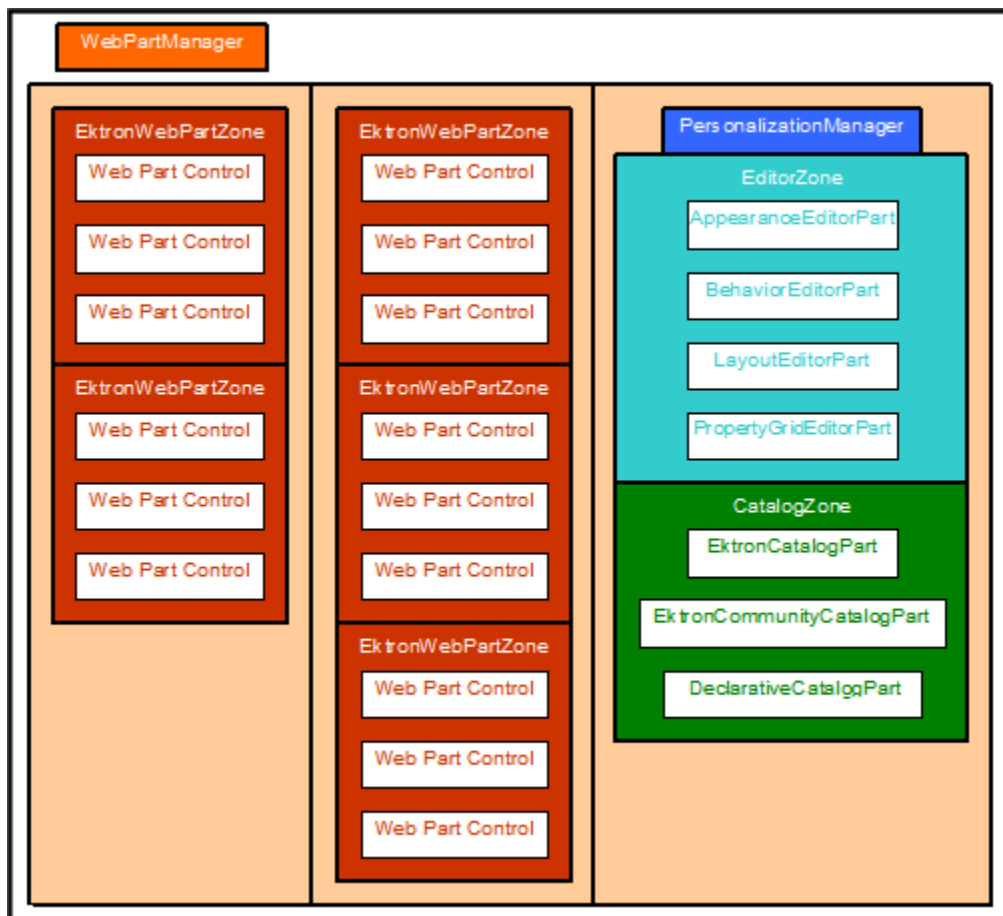 WebPartManager
EktronWebPartZone
Web Part Control
Web Part Control
Web Part Control
EktronWebPartZone
Web Part Control
Web Part Control
Web Part Control
EktronWebPartZone
Web Part Control
Web Part Control
Web Part Control
EktronWebPartZone
Web Part Control
Web Part Control
Web Part Control
EktronWebPartZone
Web Part Control
Web Part Control
Web Part Control
PersonalizationManager
EditorZone
AppearanceEditorPart
BehaviorEditorPart
LayoutEditorPart
PropertyGridEditorPart
CatalogZone
EktronCatalogPart
EktronCommunityCatalogPart
DeclarativeCatalogPart